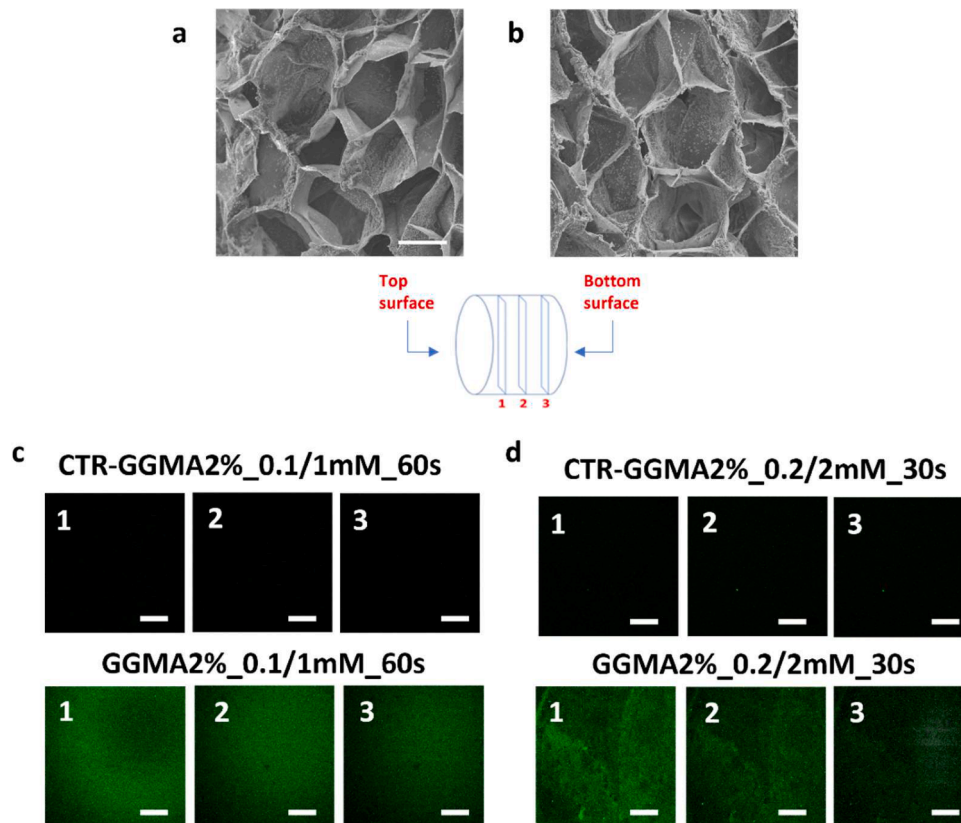 a
b
Top
surface
Bottom
surface
1 2 3
c
CTR-GGMA2%_0.1/1mM_60s
1
2
3
GGMA2%_0.1/1mM_60s
1
2
3
d
CTR-GGMA2%_0.2/2mM_30s
1
2
3
GGMA2%_0.2/2mM_30s
1
2
3